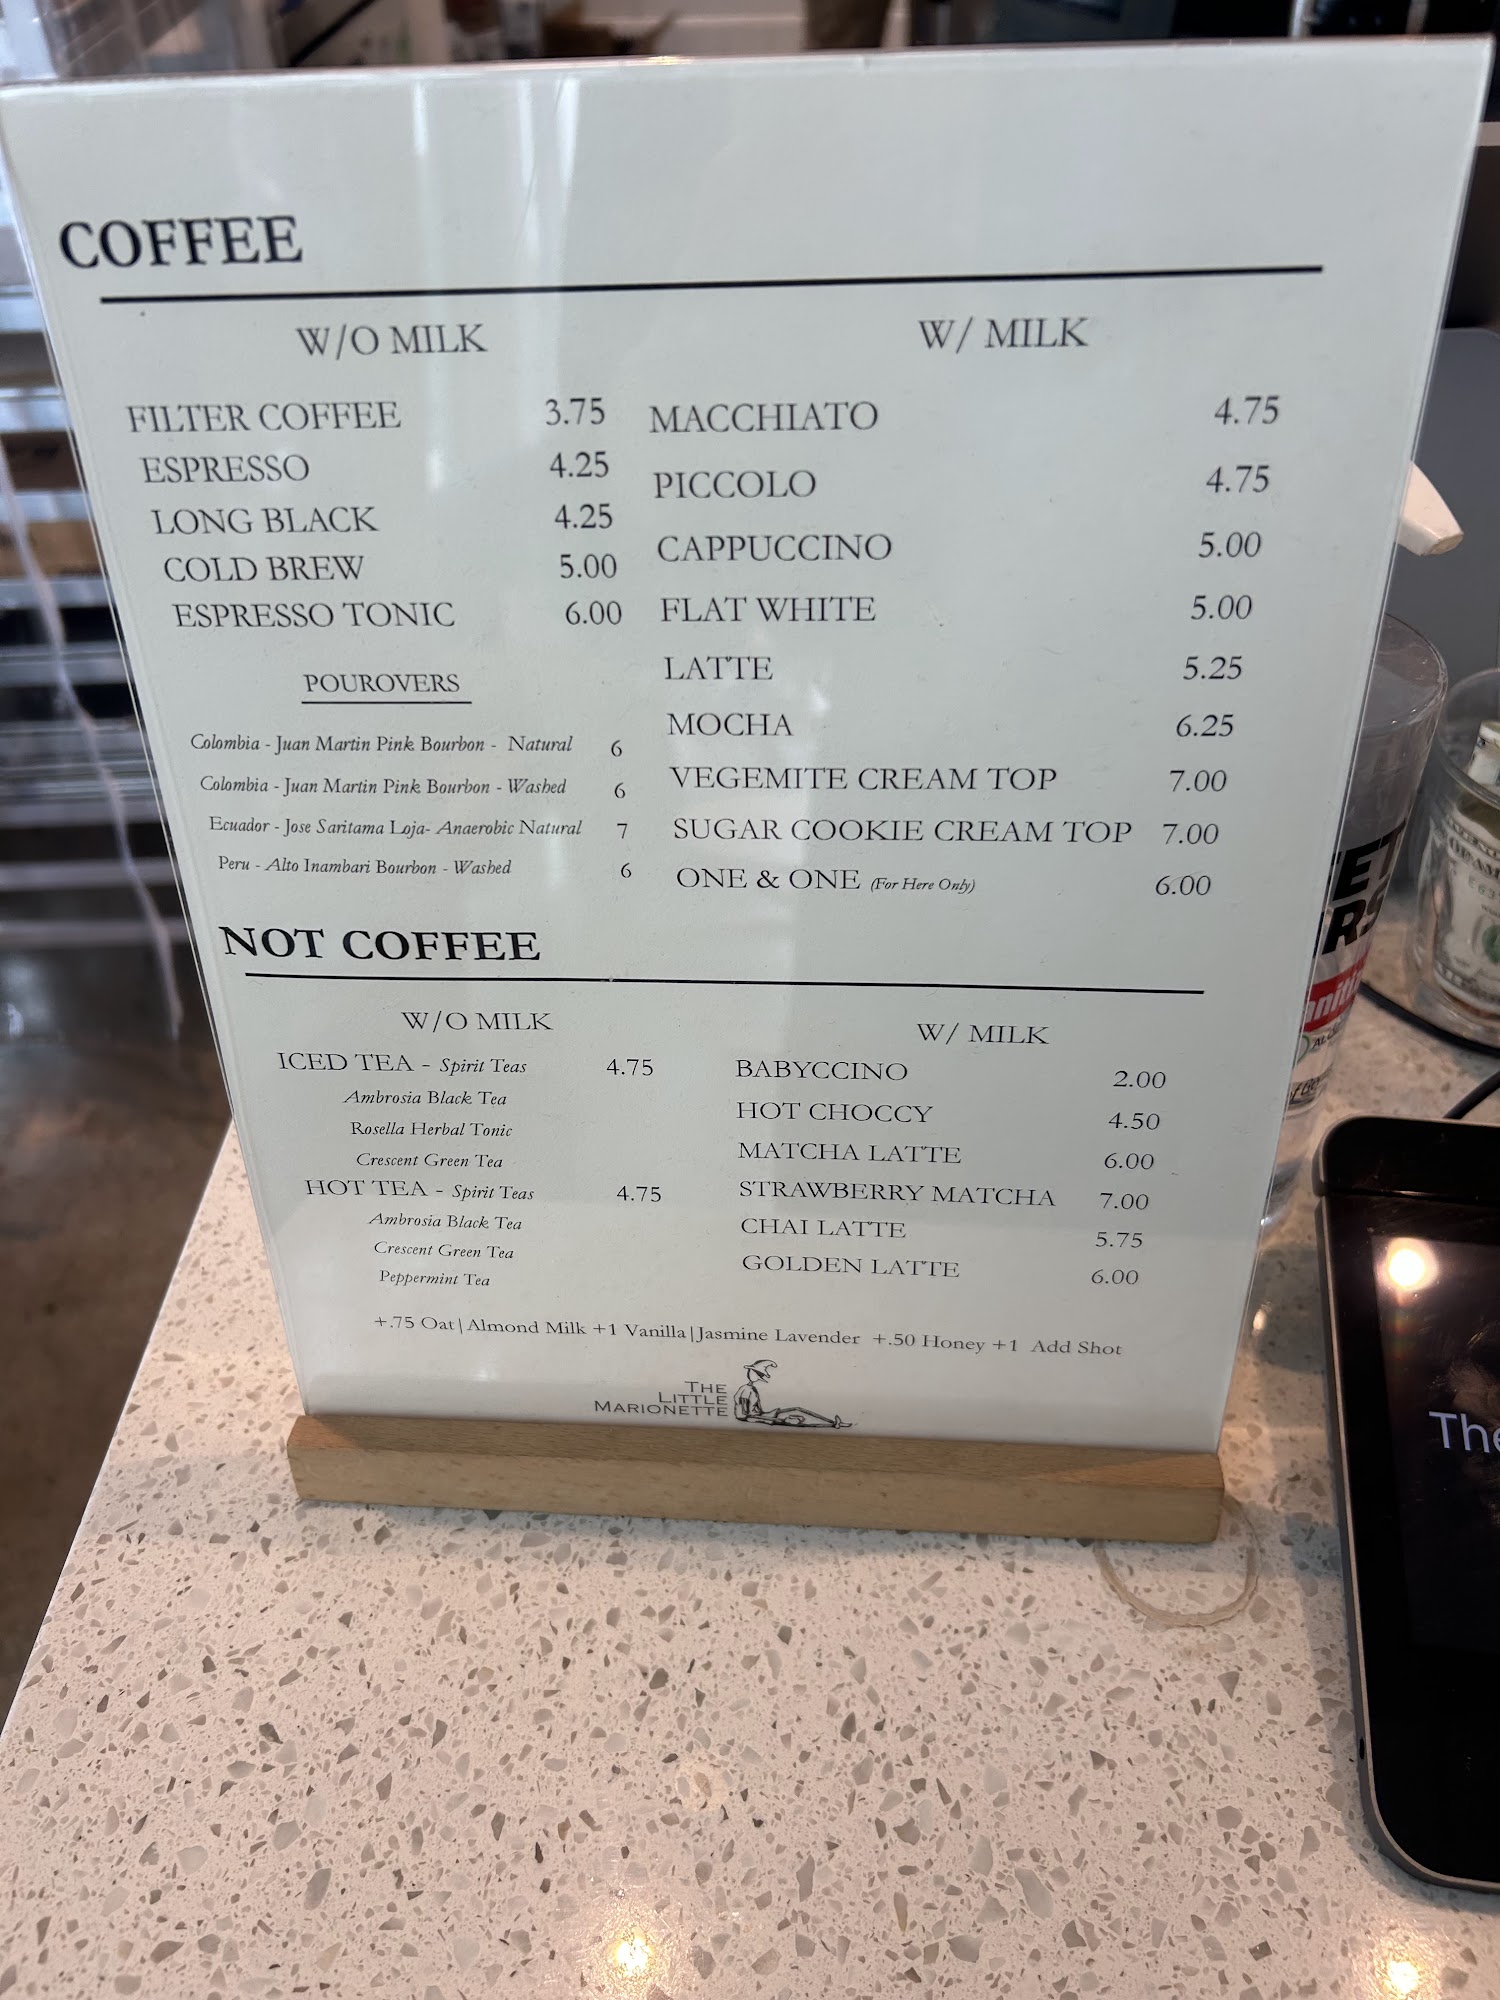 COFFEE
W/O MILK
FILTER COFFEE 3.75
ESPRESSO 4.25
LONG BLACK 4.25
COLD BREW 5.00
ESPRESSO TONIC 6.00
POUROVERS
Colombia - Juan Martin Pink Bourbon - Natural 6
Colombia - Juan Martin Pink Bourbon - Washed 6
Ecuador - Jose Saritama Loja- Anaerobic Natural 7
Peru - Alto Inambari Bourbon - Washed 6
W/ MILK
MACCHIATO 4.75
PICCOLO 4.75
CAPPUCCINO 5.00
FLAT WHITE 5.00
LATTE 5.25
MOCHA 6.25
VEGEMITE CREAM TOP 7.00
SUGAR COOKIE CREAM TOP 7.00
ONE & ONE (For Here Only) 6.00
NOT COFFEE
W/O MILK
ICED TEA - Spirit Teas 4.75
Ambrosia Black Tea
Rosella Herbal Tonic
Crescent Green Tea
HOT TEA - Spirit Teas 4.75
Ambrosia Black Tea
Crescent Green Tea
Peppermint Tea
W/ MILK
BABYCCINO 2.00
HOT CHOCCY 4.50
MATCHA LATTE 6.00
STRAWBERRY MATCHA 7.00
CHAI LATTE 5.75
GOLDEN LATTE 6.00
+.75 Oat|Almond Milk +1 Vanilla|Jasmine Lavender +.50 Honey +1 Add Shot
THE
LITTLE
MARIONETTE
The